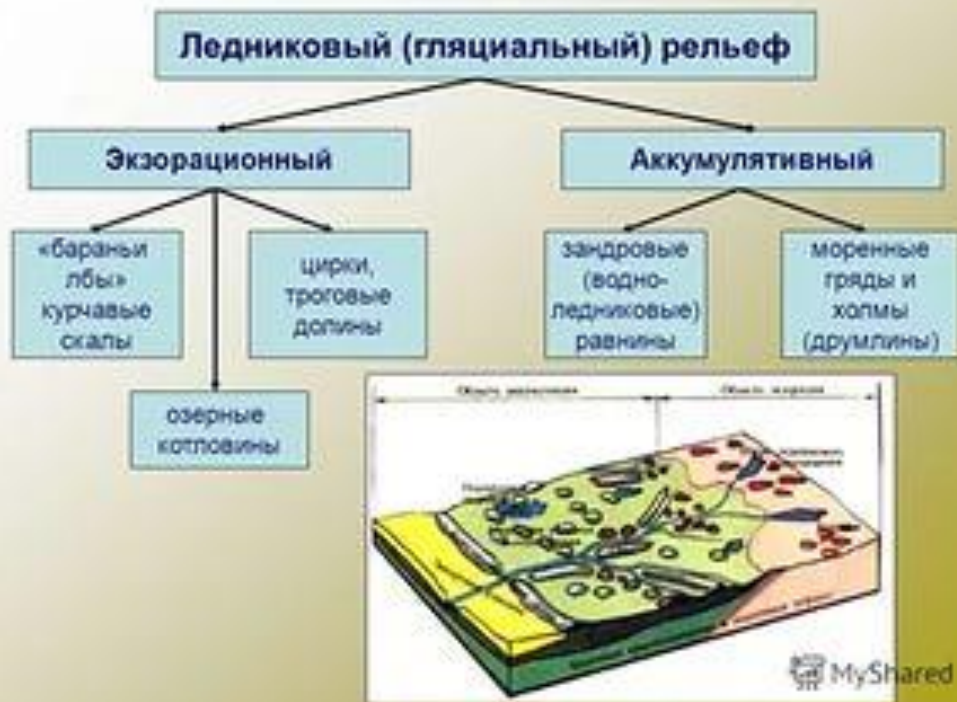 Ледниковый (гляциальный) рельеф
Экзорационный
Аккумулятивный
«бараньи
лбы»
курчавые
скалы
цирки,
троговые
долины
озерные
котловины
зандровые
(водно-
ледниковые)
равнины
моренные
гряды и
холмы
(друмлины)
MyShared